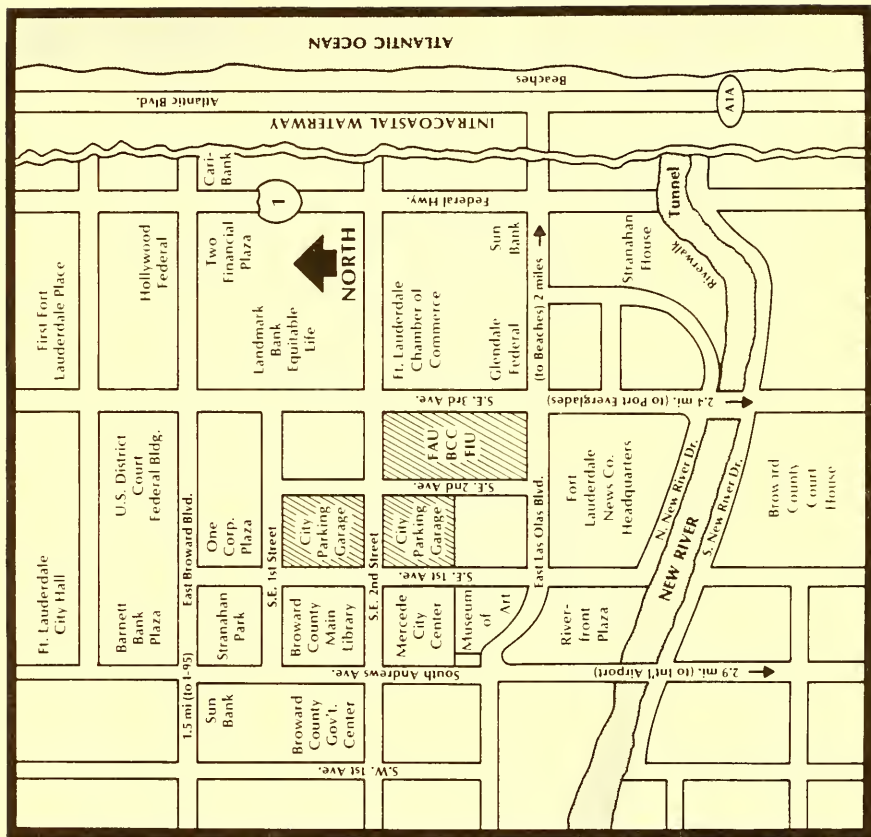 ATLANTIC OCEAN
Beaches
Atlantic Blvd.
A1A
INTRACOASTAL WATERWAY
Cari-
Bank
1
Federal Hwy.
Tunnel
First Fort
Lauderdale Place
Hollywood
Federal
Two
Financial
Plaza
NORTH
Landmark
Bank
Equitable
Life
Ft. Lauderdale
Chamber of
Commerce
Sun
Bank
Glendale
Federal
(to Beaches) 2 miles
Stranahan
House
Riverwalk
S.E. 3rd Ave.
2.4 mi. (to Port Everglades)
Ft. Lauderdale
City Hall
U.S. District
Court
Federal Bldg.
Barnett
Bank
Plaza
East Broward Blvd.
1.5 mi (to I-95)
One
Corp.
Plaza
Stranahan
Park
Sun
Bank
S.E. 1st Street
City
Parking
Garage
Broward
County
Main
Library
Broward
County
Gov't.
Center
S.E. 2nd Street
FAU
BCC
FIU
S.E. 2nd Ave.
City
Parking
Garage
S.E. 1st Ave.
Mercede
City
Center
Museum
of
Art
South Andrews Ave.
2.9 mi. (to Int'l Airport)
S.W. 1st Ave.
East Las Olas Blvd.
Fort
Lauderdale
News Co.
Headquarters
River-
front
Plaza
N. New River Dr.
NEW RIVER
S. New River Dr.
Broward
County
Court
House